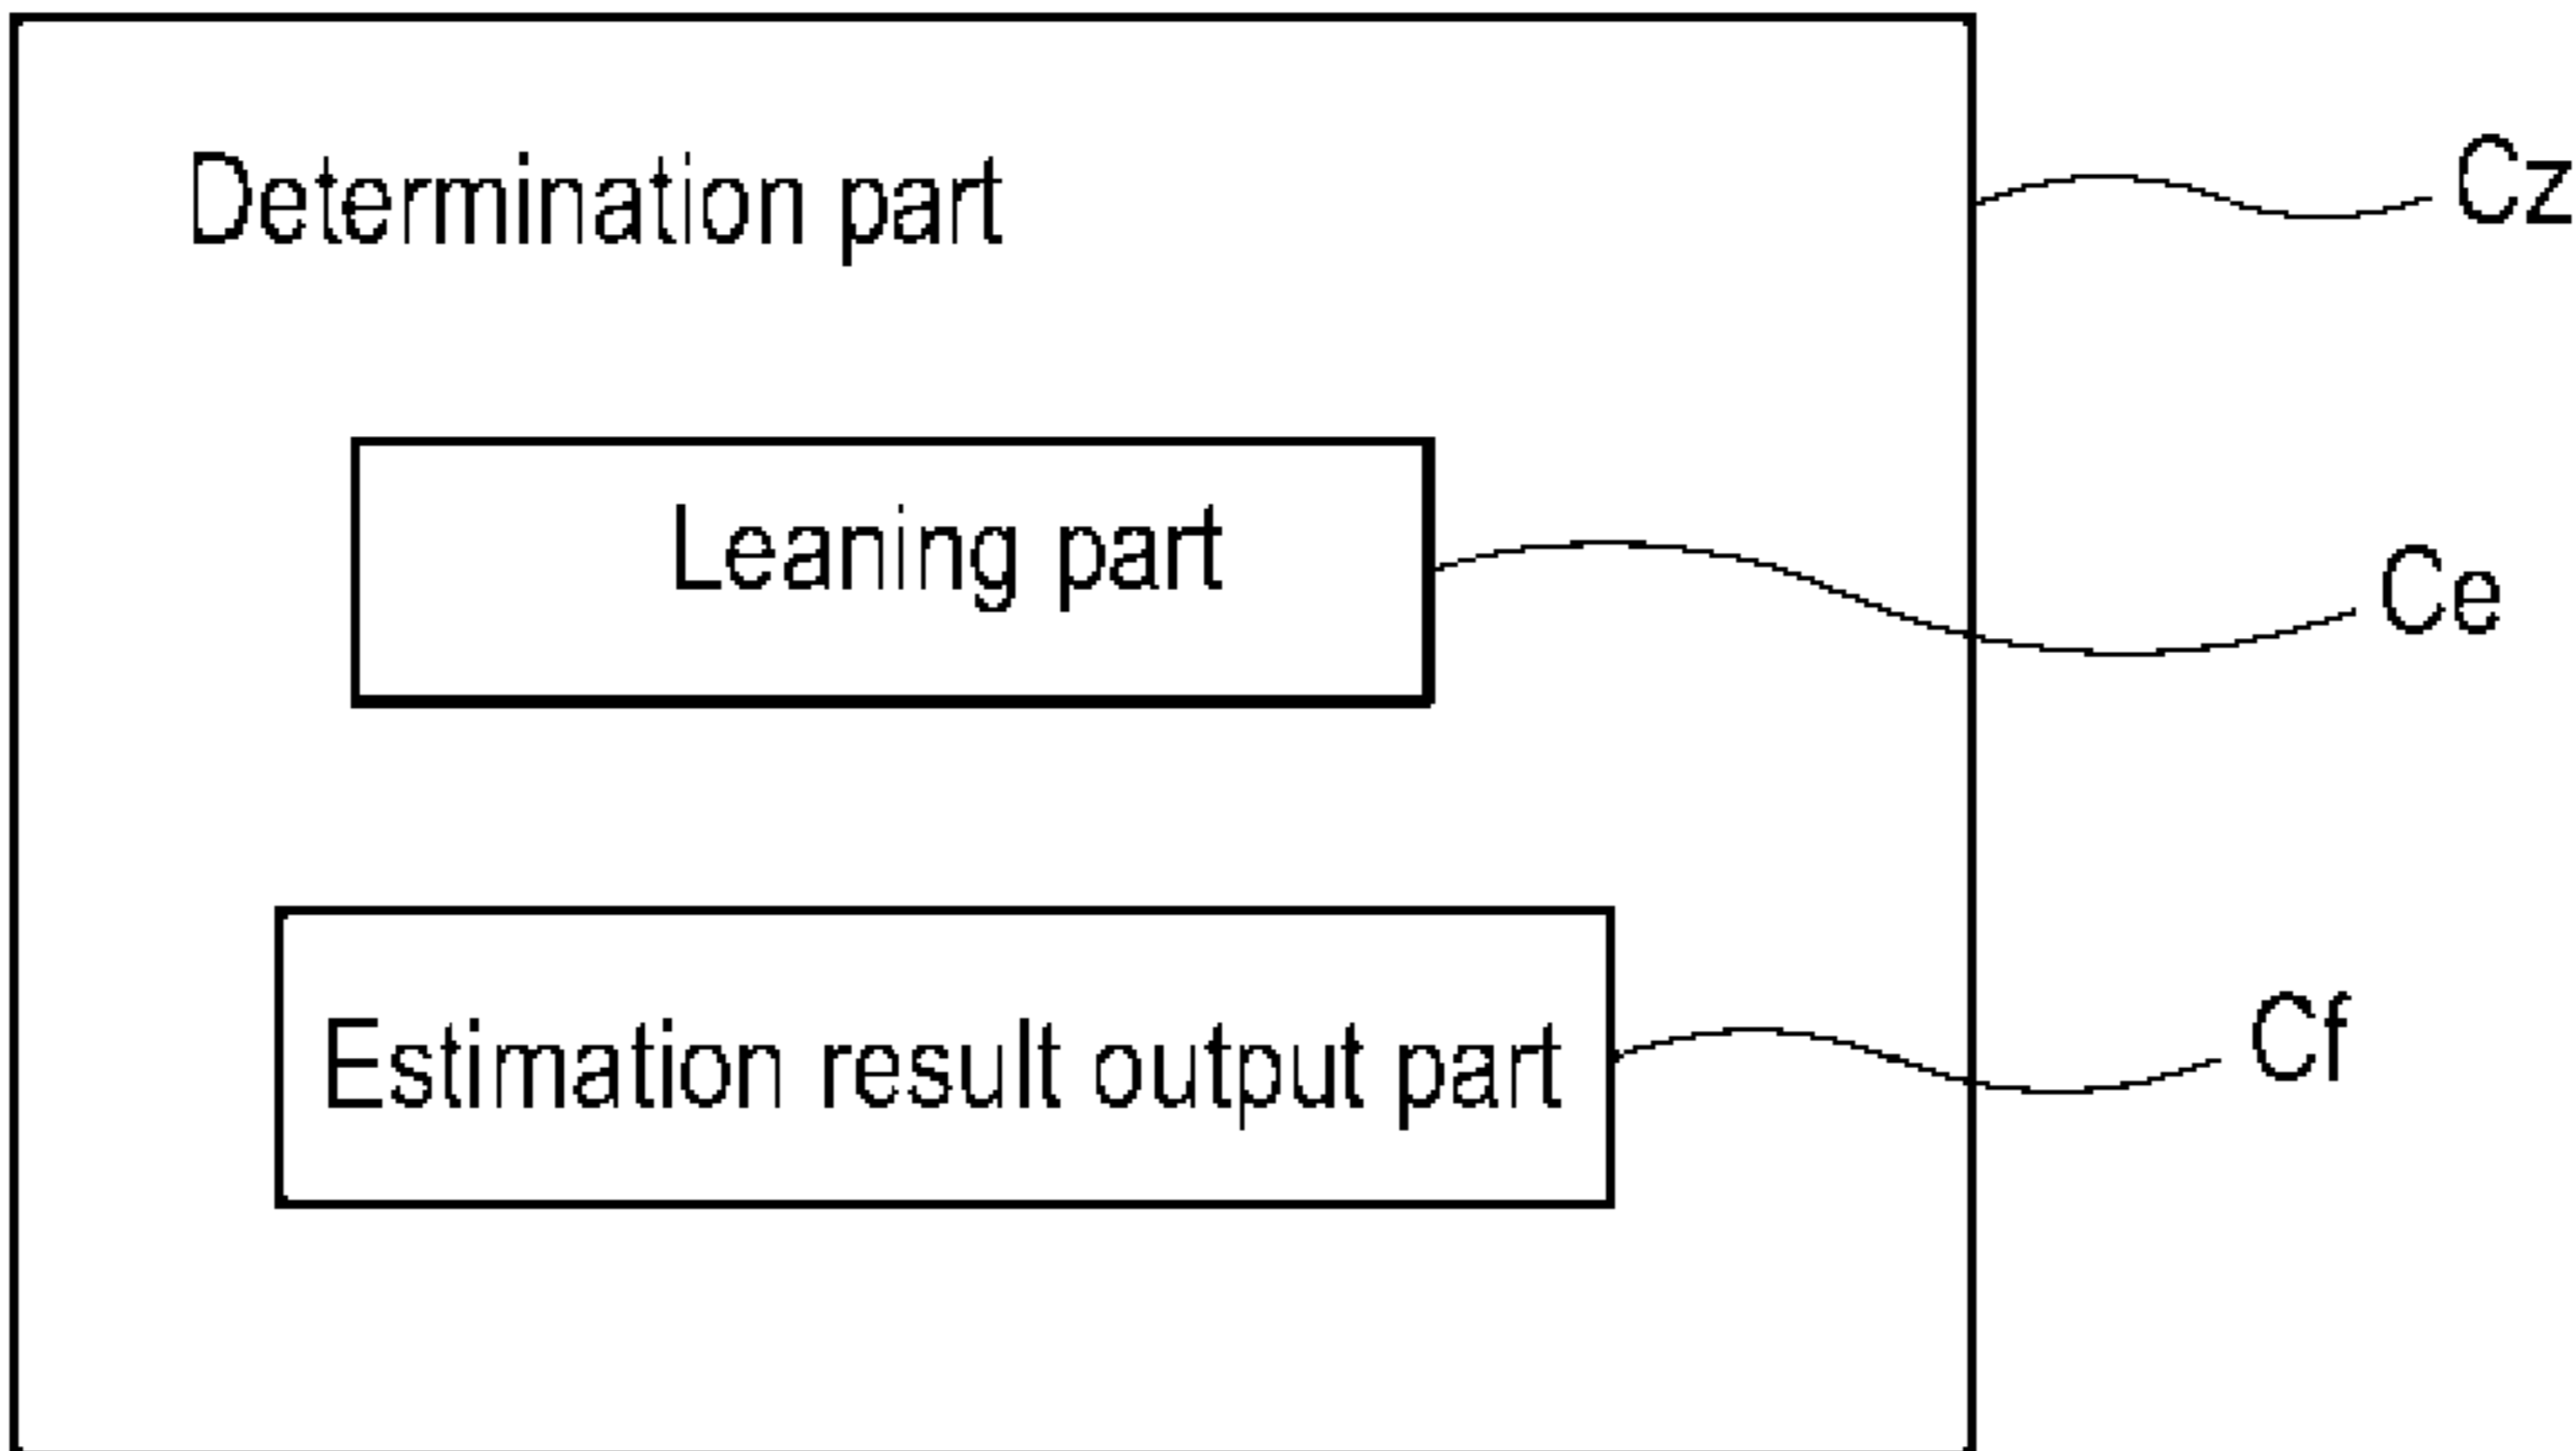 Determination part
Cz
Leaning part
Ce
Estimation result output part
Cf